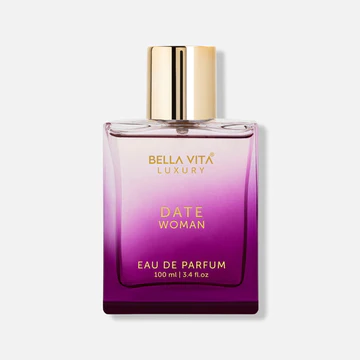 BELLA VITA®
LUXURY
DATE
WOMAN
EAU DE PARFUM
100 ml | 3.4 fl.oz